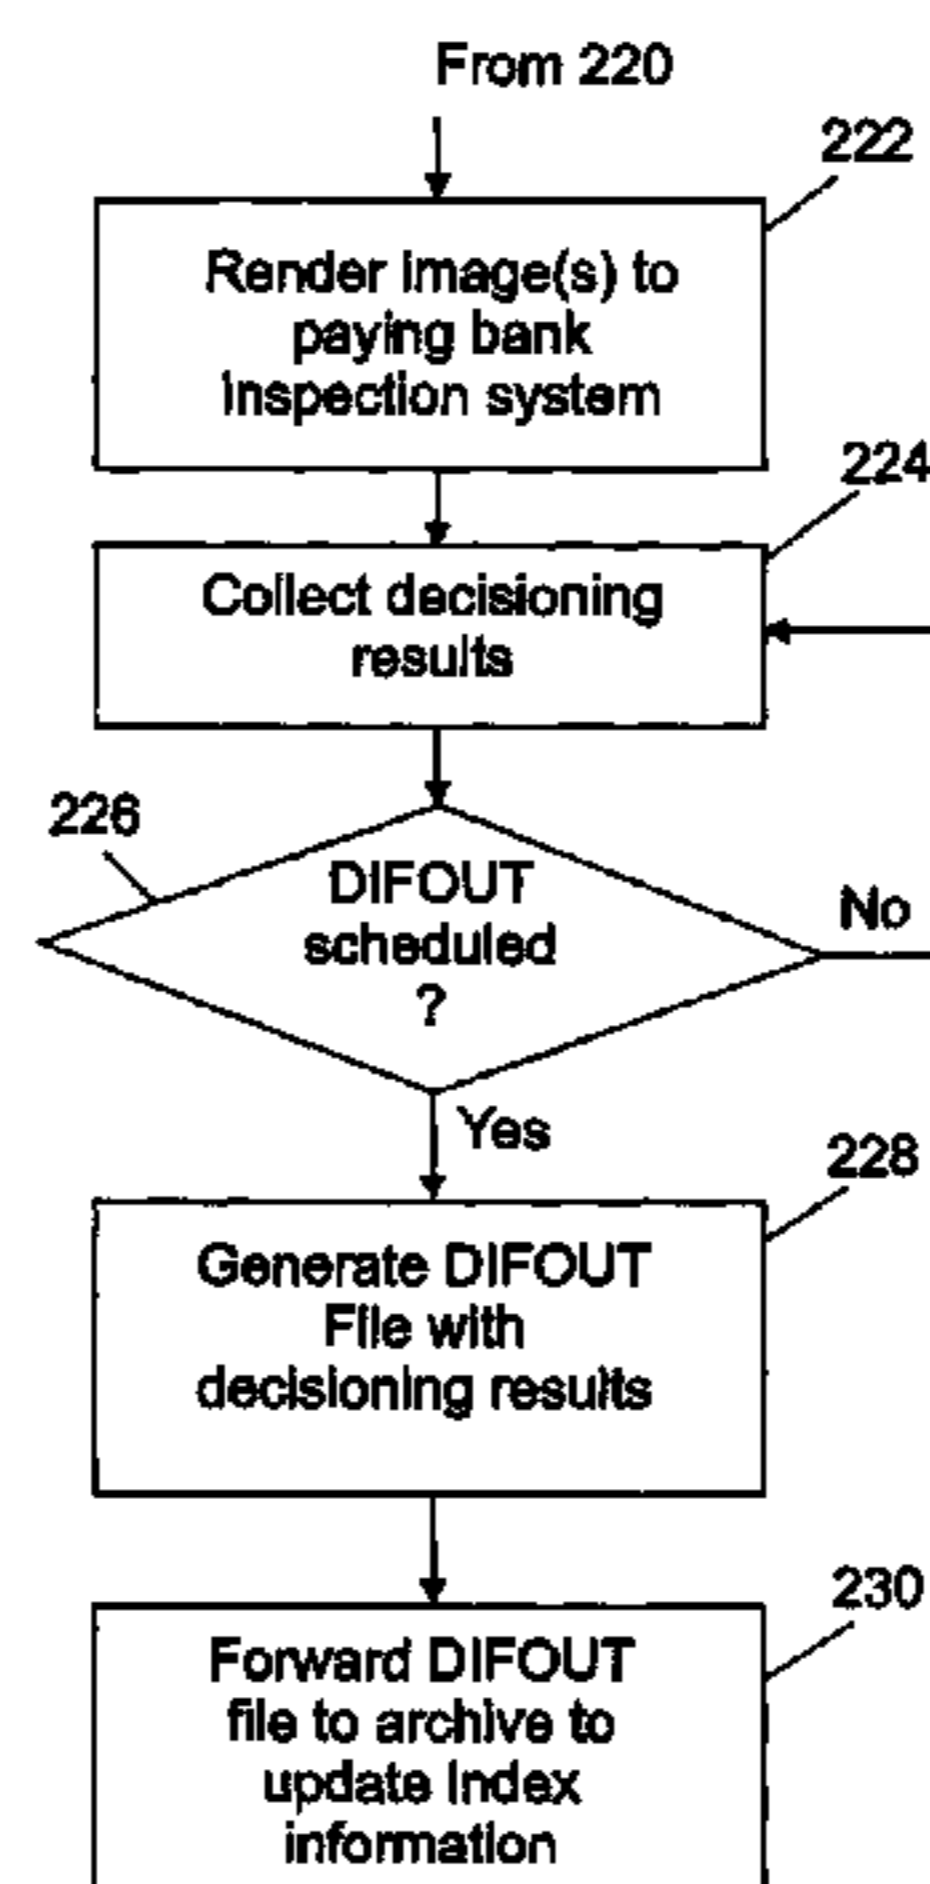 From 220
222
Render image(s) to
paying bank
inspection system
224
Collect decisioning
results
226
DIFOUT
scheduled
?
No
Yes
228
Generate DIFOUT
File with
decisioning results
230
Forward DIFOUT
file to archive to
update index
information